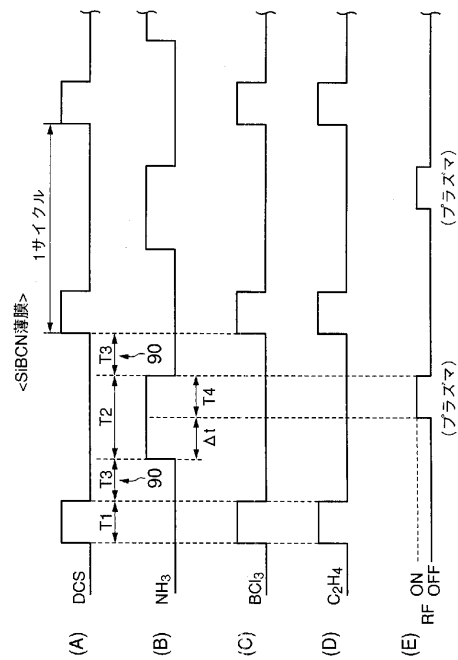 <SiBCN薄膜>
1サイクル
(A) DCS
T1 T3 T2 T3
90 90
(B) NH3
Δt T4
(C) BCl3
(D) C2H4
(E) RF ON
OFF
(プラズマ) (プラズマ)